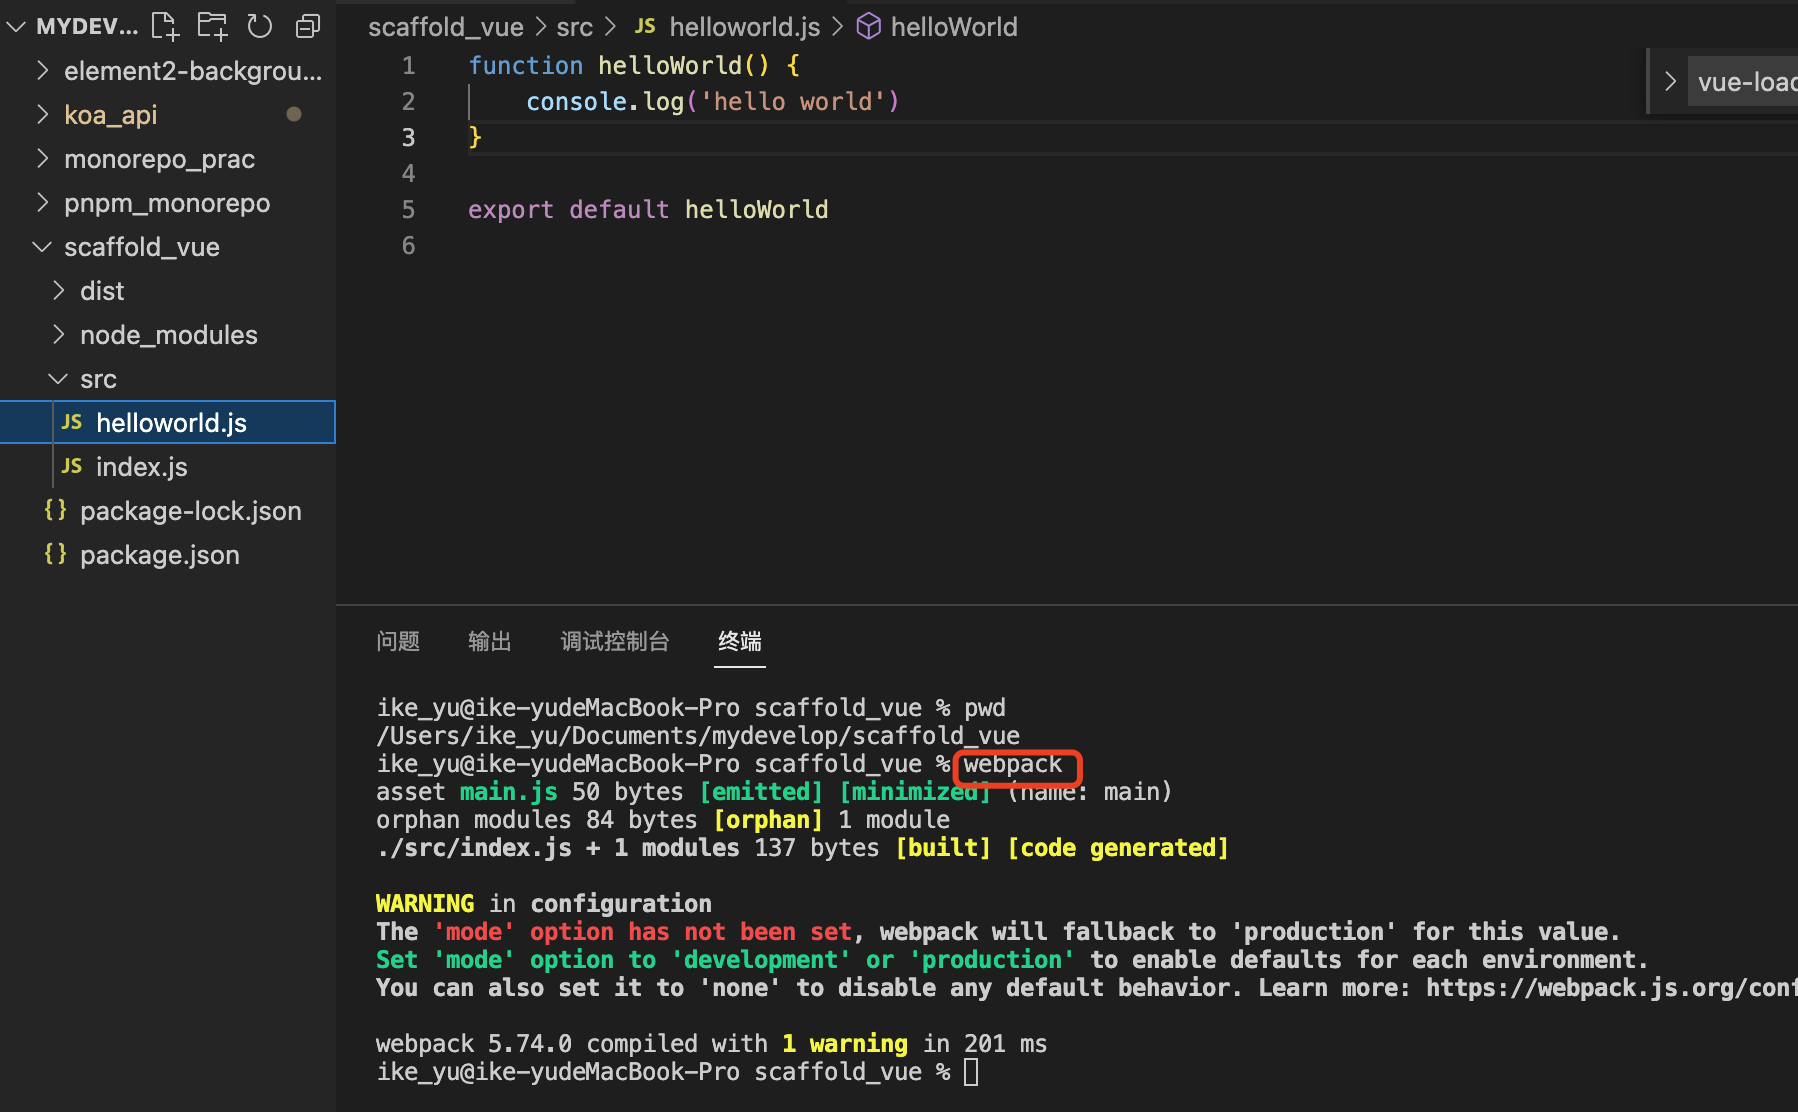 MYDEV...
element2-backgrou...
koa_api
monorepo_prac
pnpm_monorepo
scaffold_vue
dist
node_modules
src
JS helloworld.js
JS index.js
{} package-lock.json
{} package.json
scaffold_vue > src > JS helloworld.js > helloWorld
1 function helloWorld() {
2 console.log('hello world')
3 }
4
5 export default helloWorld
6
vue-load
问题 输出 调试控制台 终端
ike_yu@ike-yudeMacBook-Pro scaffold_vue % pwd
/Users/ike_yu/Documents/mydevelop/scaffold_vue
ike_yu@ike-yudeMacBook-Pro scaffold_vue % webpack
asset main.js 50 bytes [emitted] [minimized] (name: main)
orphan modules 84 bytes [orphan] 1 module
./src/index.js + 1 modules 137 bytes [built] [code generated]
WARNING in configuration
The 'mode' option has not been set, webpack will fallback to 'production' for this value.
Set 'mode' option to 'development' or 'production' to enable defaults for each environment.
You can also set it to 'none' to disable any default behavior. Learn more: https://webpack.js.org/conf
webpack 5.74.0 compiled with 1 warning in 201 ms
ike_yu@ike-yudeMacBook-Pro scaffold_vue %